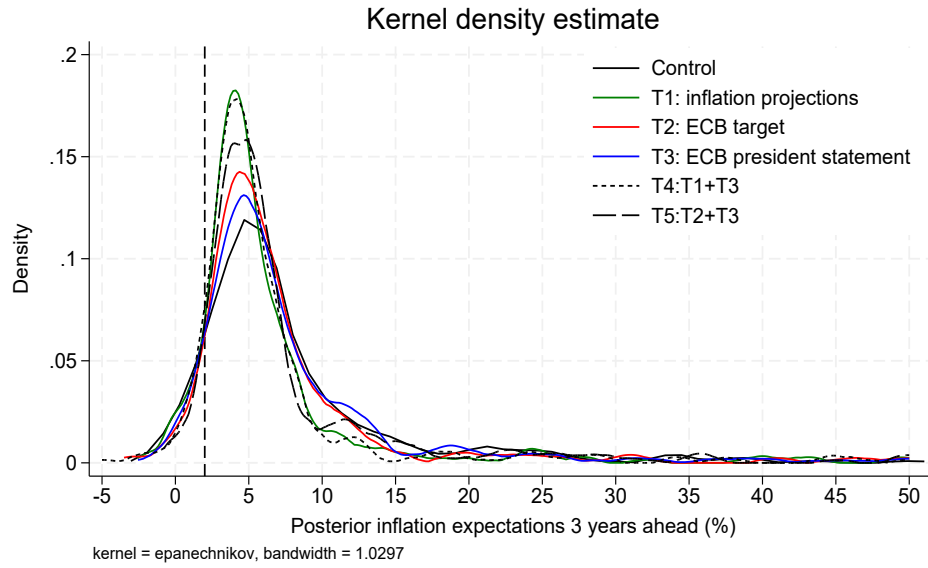 Kernel density estimate
Control
T1: inflation projections
T2: ECB target
T3: ECB president statement
T4:T1+T3
T5:T2+T3
.2
.15
.1
.05
0
Density
-5 0 5 10 15 20 25 30 35 40 45 50
Posterior inflation expectations 3 years ahead (%)
kernel = epanechnikov, bandwidth = 1.0297